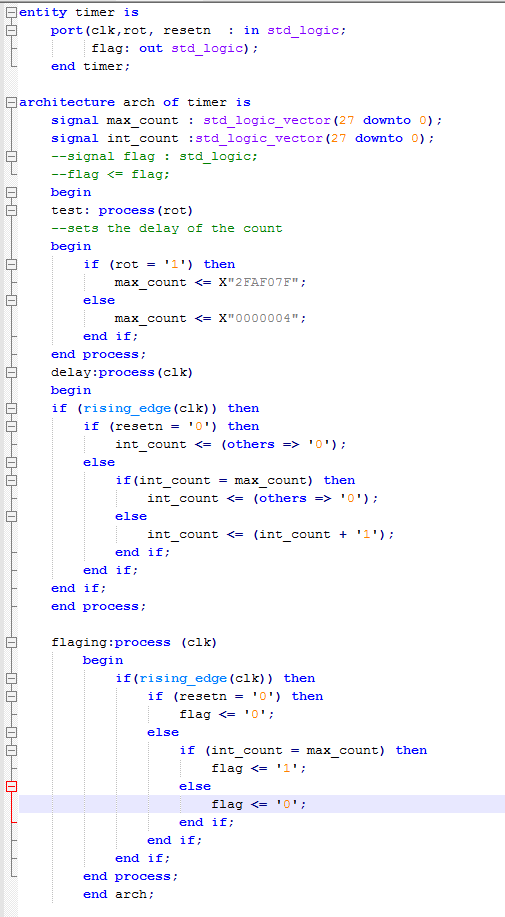 entity timer is
    port(clk,rot, resetn  : in std_logic;
         flag: out std_logic);
    end timer;

architecture arch of timer is
    signal max_count : std_logic_vector(27 downto 0);
    signal int_count :std_logic_vector(27 downto 0);
    --signal flag : std_logic;
    --flag <= flag;
    begin
    test: process(rot)
    --sets the delay of the count
    begin
        if (rot = '1') then
            max_count <= X"2FAF07F";
        else
            max_count <= X"0000004";
        end if;
    end process;
    delay:process(clk)
    begin
    if (rising_edge(clk)) then
        if (resetn = '0') then
            int_count <= (others => '0');
        else
            if(int_count = max_count) then
                int_count <= (others => '0');
            else
                int_count <= (int_count + '1');
            end if;
        end if;
    end if;
    end process;

    flaging:process (clk)
        begin
            if(rising_edge(clk)) then
                if (resetn = '0') then
                    flag <= '0';
                else
                    if (int_count = max_count) then
                        flag <= '1';
                    else
                        flag <= '0';
                    end if;
                end if;
            end if;
        end process;
        end arch;